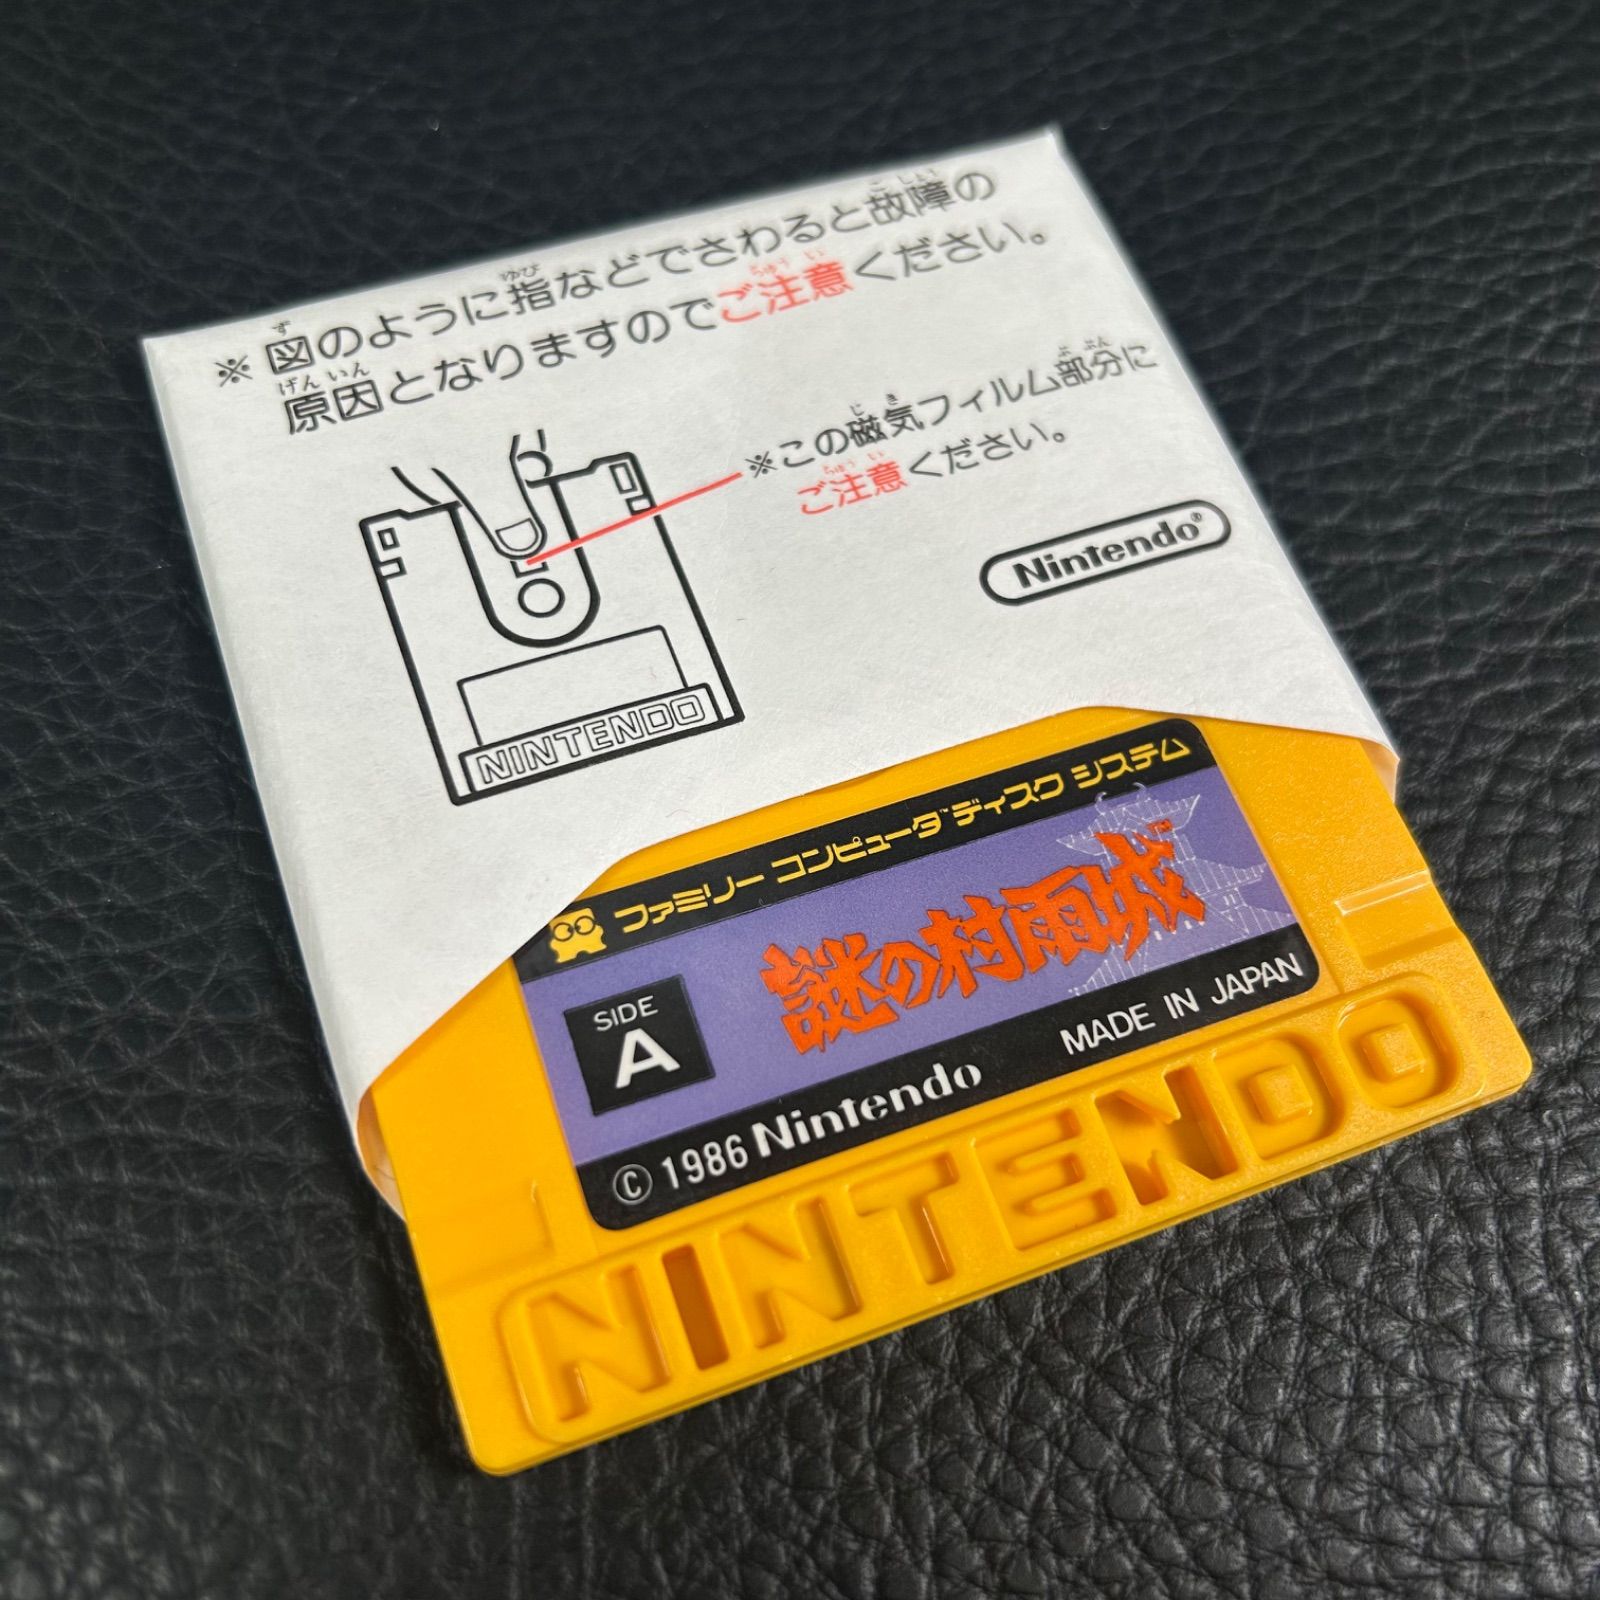 ※図のように指などでさわると故障の
原因となりますのでご注意ください。
※この磁気フィルム部分に
ご注意ください。
Nintendo®
NINTENDO
ファミリー コンピュータ™ ディスク システム
謎の村雨城
SIDE
A
© 1986 Nintendo
MADE IN JAPAN
NINTENDO